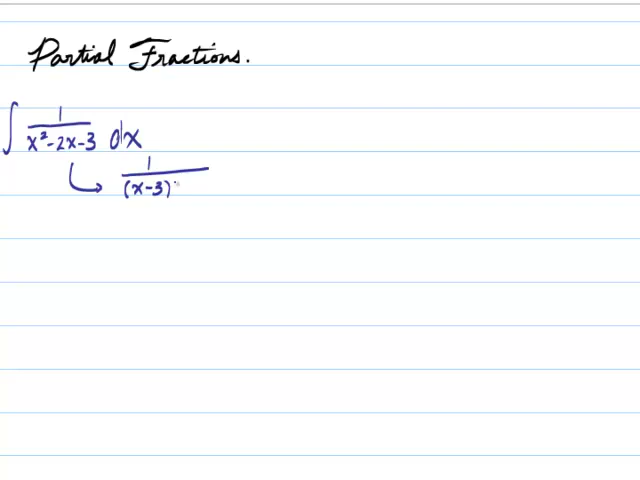 Partial Fractions.
∫ 1/(x² - 2x - 3) dx
↳ 1/(x - 3)